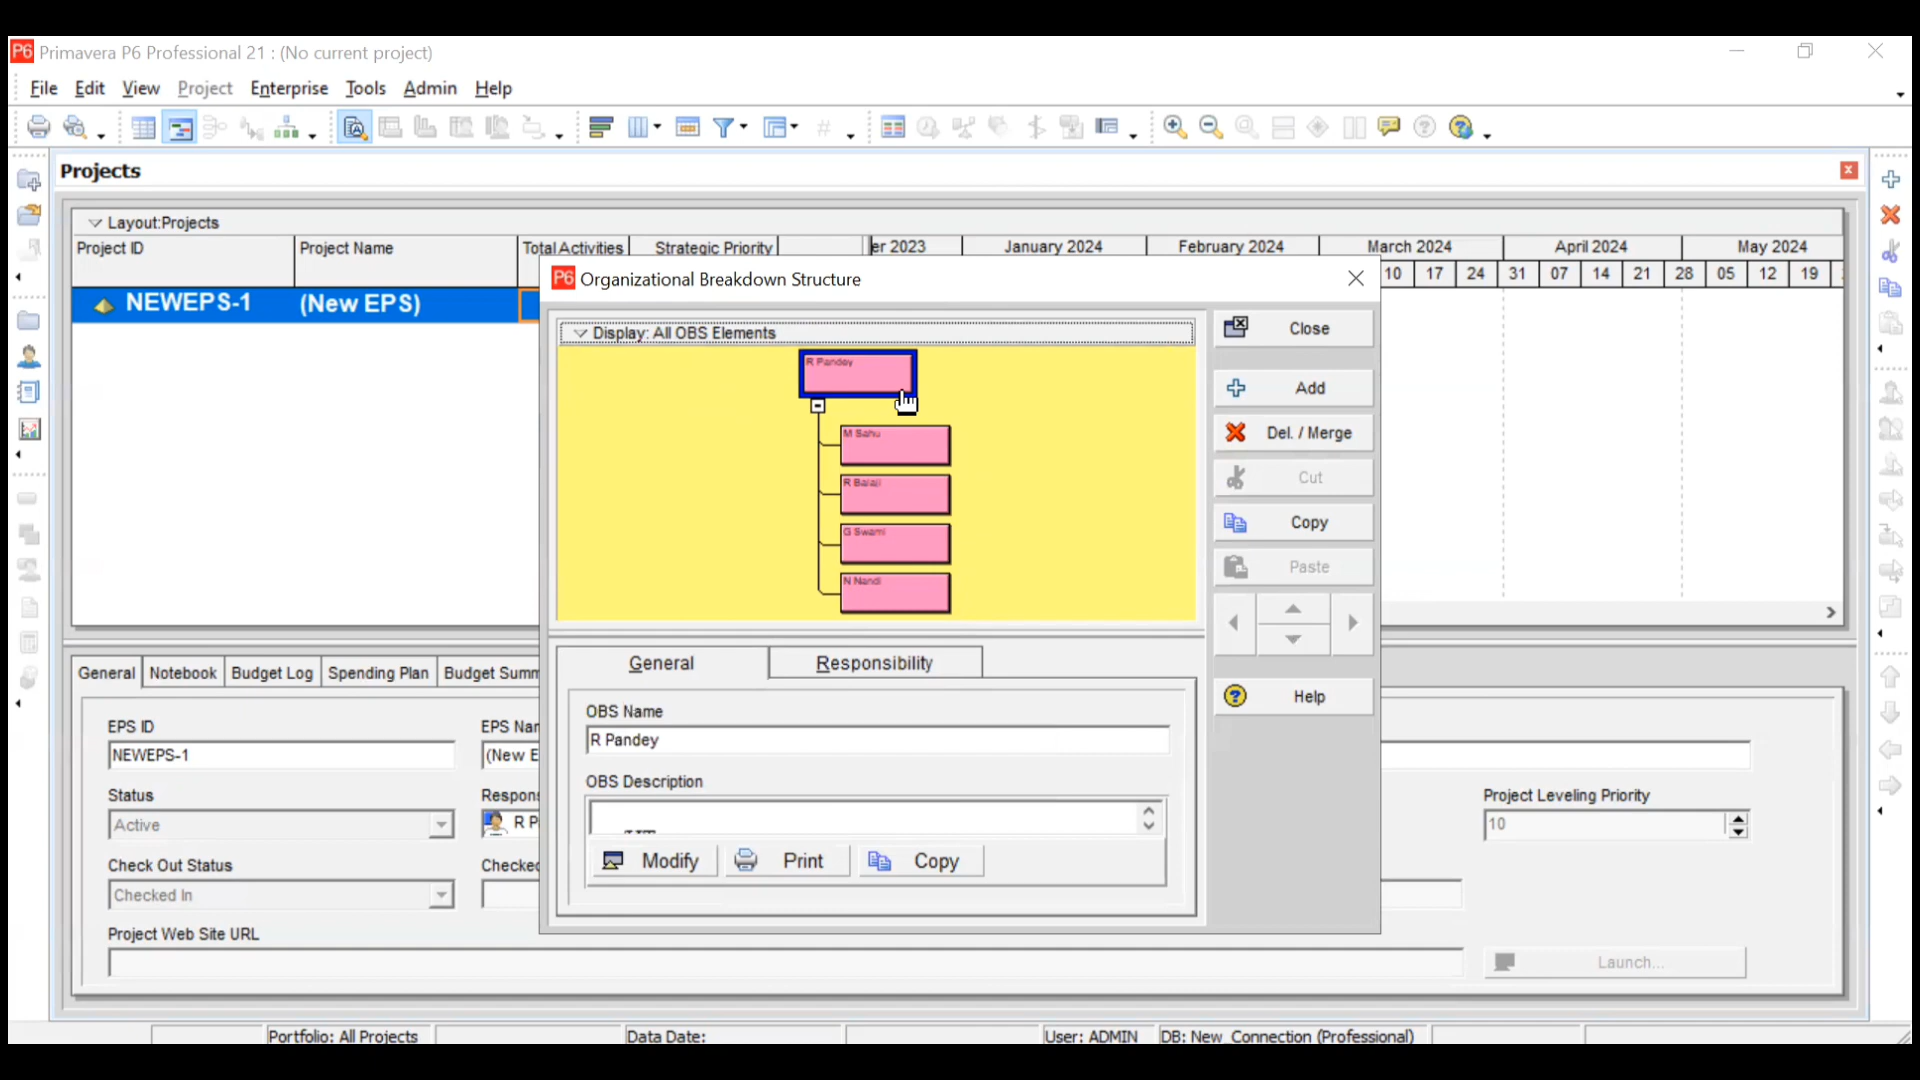 P6 Primavera P6 Professional 21 : (No current project)
File Edit View Project Enterprise Tools Admin Help
Projects
Layout:Projects
Project ID Project Name Total Activities Strategic Priority er 2023 January 2024 February 2024 March 2024 April 2024 May 2024
10 17 24 31 07 14 21 28 05 12 19
NEWEPS-1 (New EPS)
P6 Organizational Breakdown Structure
Display: All OBS Elements
R Pandey
M Sahu
R Balaji
G Swami
N Nandi
Close
Add
Del. / Merge
Cut
Copy
Paste
Help
General Responsibility
OBS Name
R Pandey
OBS Description
Modify Print Copy
General Notebook Budget Log Spending Plan Budget Summ
EPS ID EPS Nam
NEWEPS-1 (New E
Status Respons Project Leveling Priority
Active R P 10
Check Out Status Checked
Checked In
Project Web Site URL
Launch...
Portfolio: All Projects Data Date: User: ADMIN DB: New_Connection (Professional)